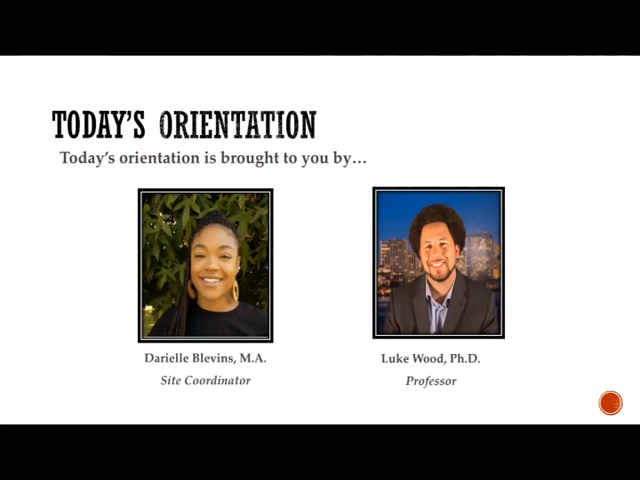 TODAY'S ORIENTATION
Today's orientation is brought to you by…
Darielle Blevins, M.A.
Luke Wood, Ph.D.
Site Coordinator
Professor